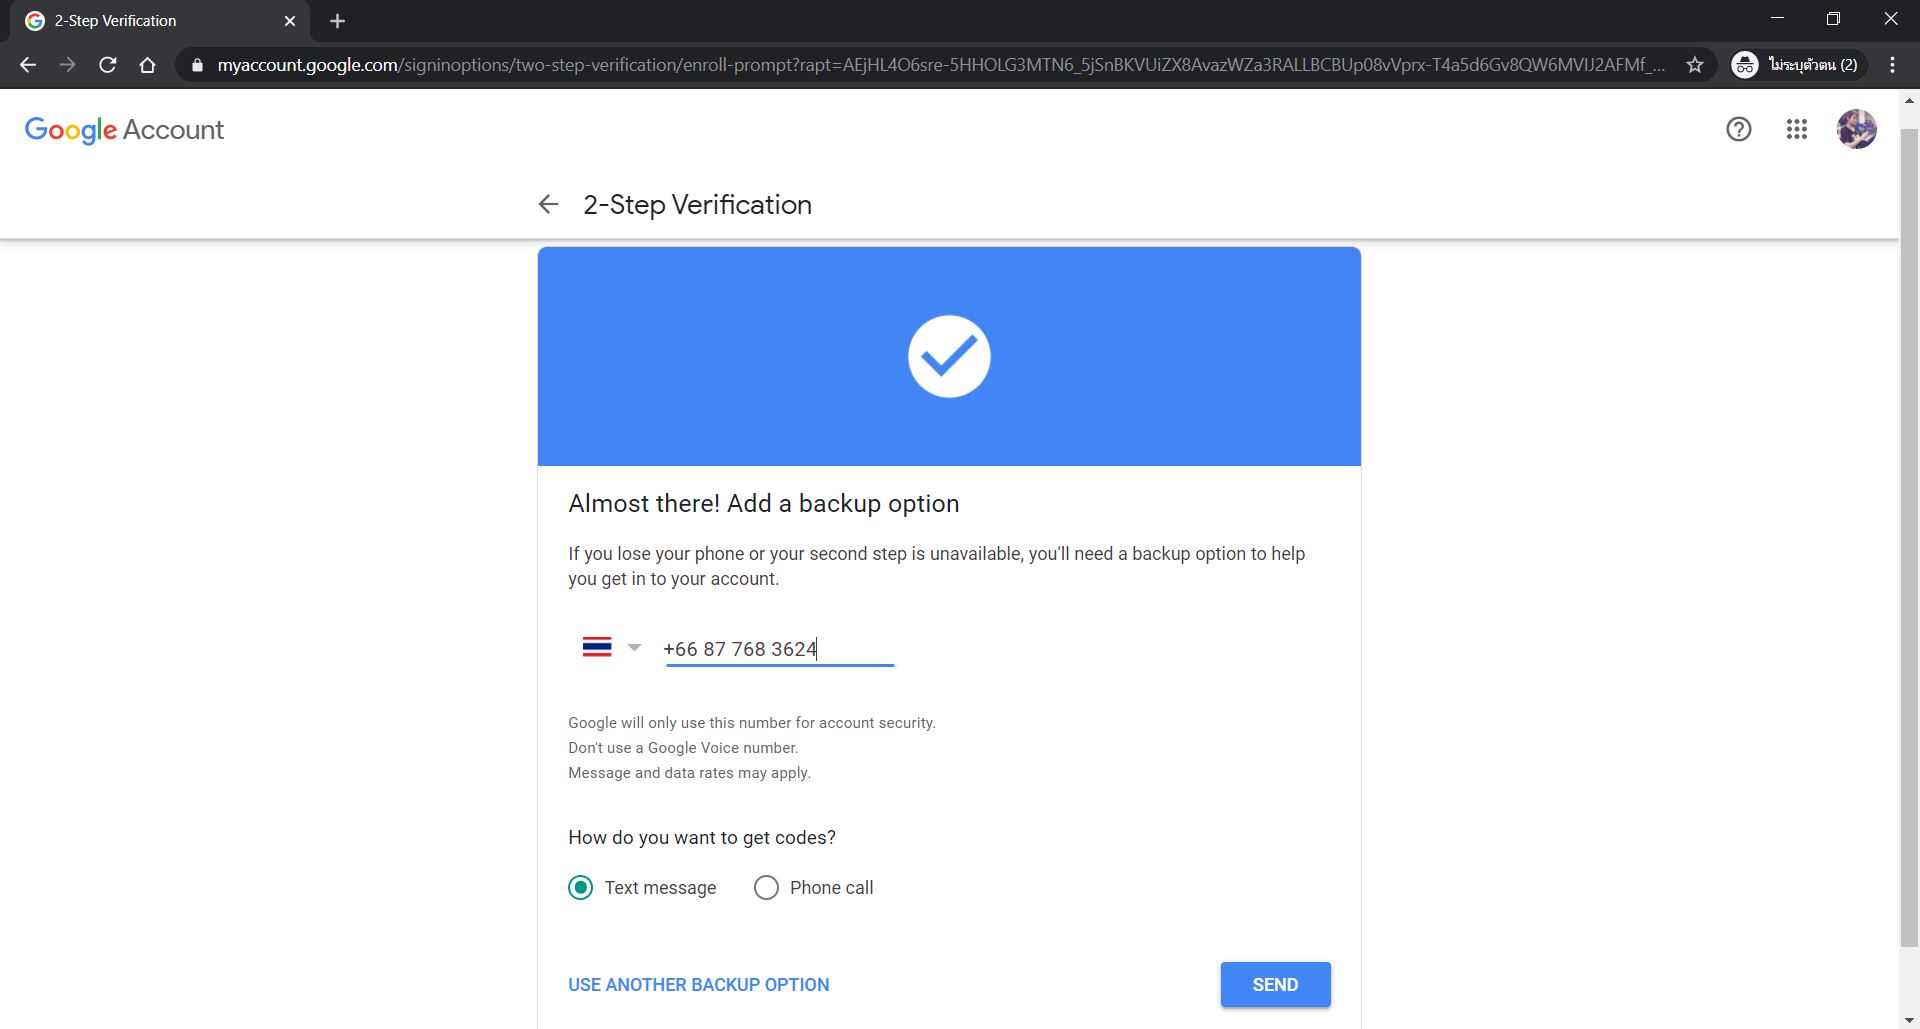 2-Step Verification
myaccount.google.com/signinoptions/two-step-verification/enroll-prompt?rapt=AEjHL4O6sre-5HHOLG3MTN6_5jSnBKVUiZX8AvazWZa3RALLBCBUp08vVprx-T4a5d6Gv8QW6MVIJ2AFMf_...
ไม่ระบุตัวตน (2)
Google Account
2-Step Verification
Almost there! Add a backup option
If you lose your phone or your second step is unavailable, you'll need a backup option to help
you get in to your account.
+66 87 768 3624
Google will only use this number for account security.
Don't use a Google Voice number.
Message and data rates may apply.
How do you want to get codes?
Text message Phone call
USE ANOTHER BACKUP OPTION SEND